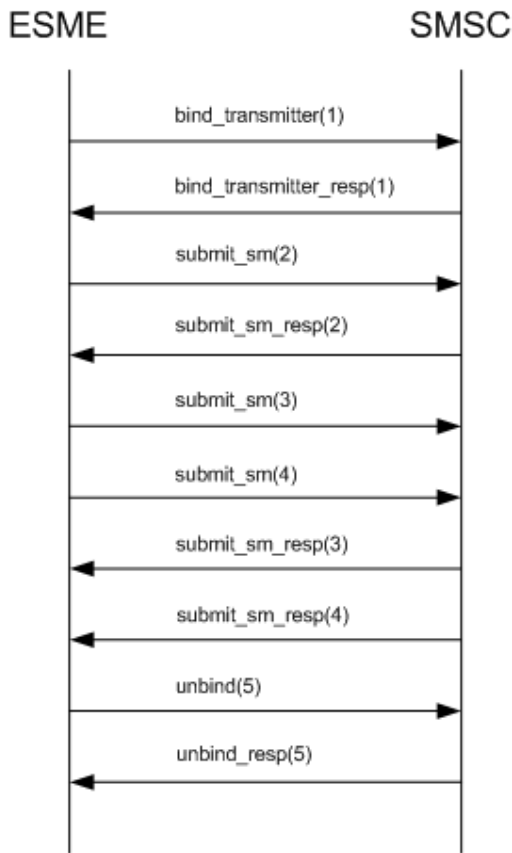 ESME SMSC
bind_transmitter(1)
bind_transmitter_resp(1)
submit_sm(2)
submit_sm_resp(2)
submit_sm(3)
submit_sm(4)
submit_sm_resp(3)
submit_sm_resp(4)
unbind(5)
unbind_resp(5)